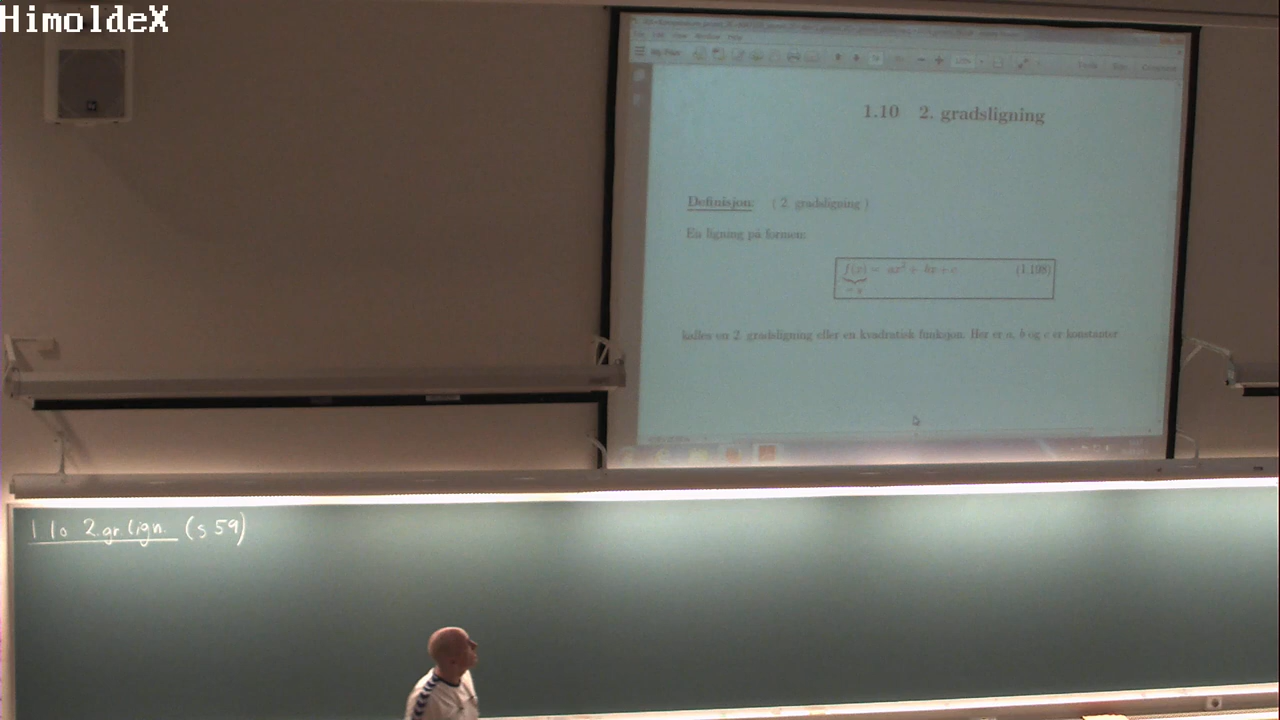 HimoldeX
1.10 2. gradsligning
Definisjon: ( 2. gradsligning )
En ligning på formen:
f(x) = ax² + bx + c (1.108)
= y
kalles en 2. gradsligning eller en kvadratisk funksjon. Her er a, b og c er konstanter
1.10 2.gr.lign. (s 59)